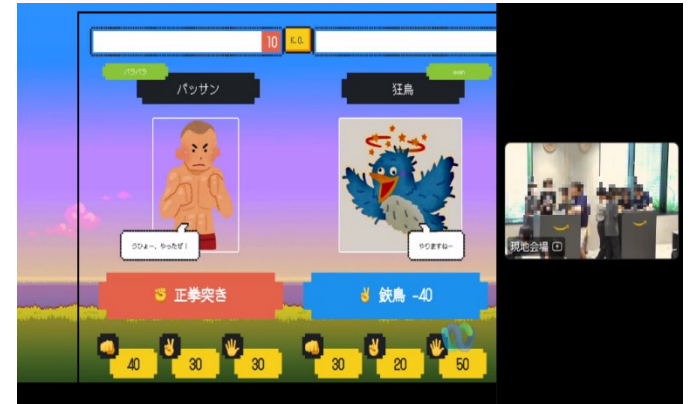 10
K.O.
パラパラ
パッサン
狂鳥
うひょー、やったぜ！
やりますねー
正拳突き
鋏鳥 -40
40
30
30
30
20
50
現地会場